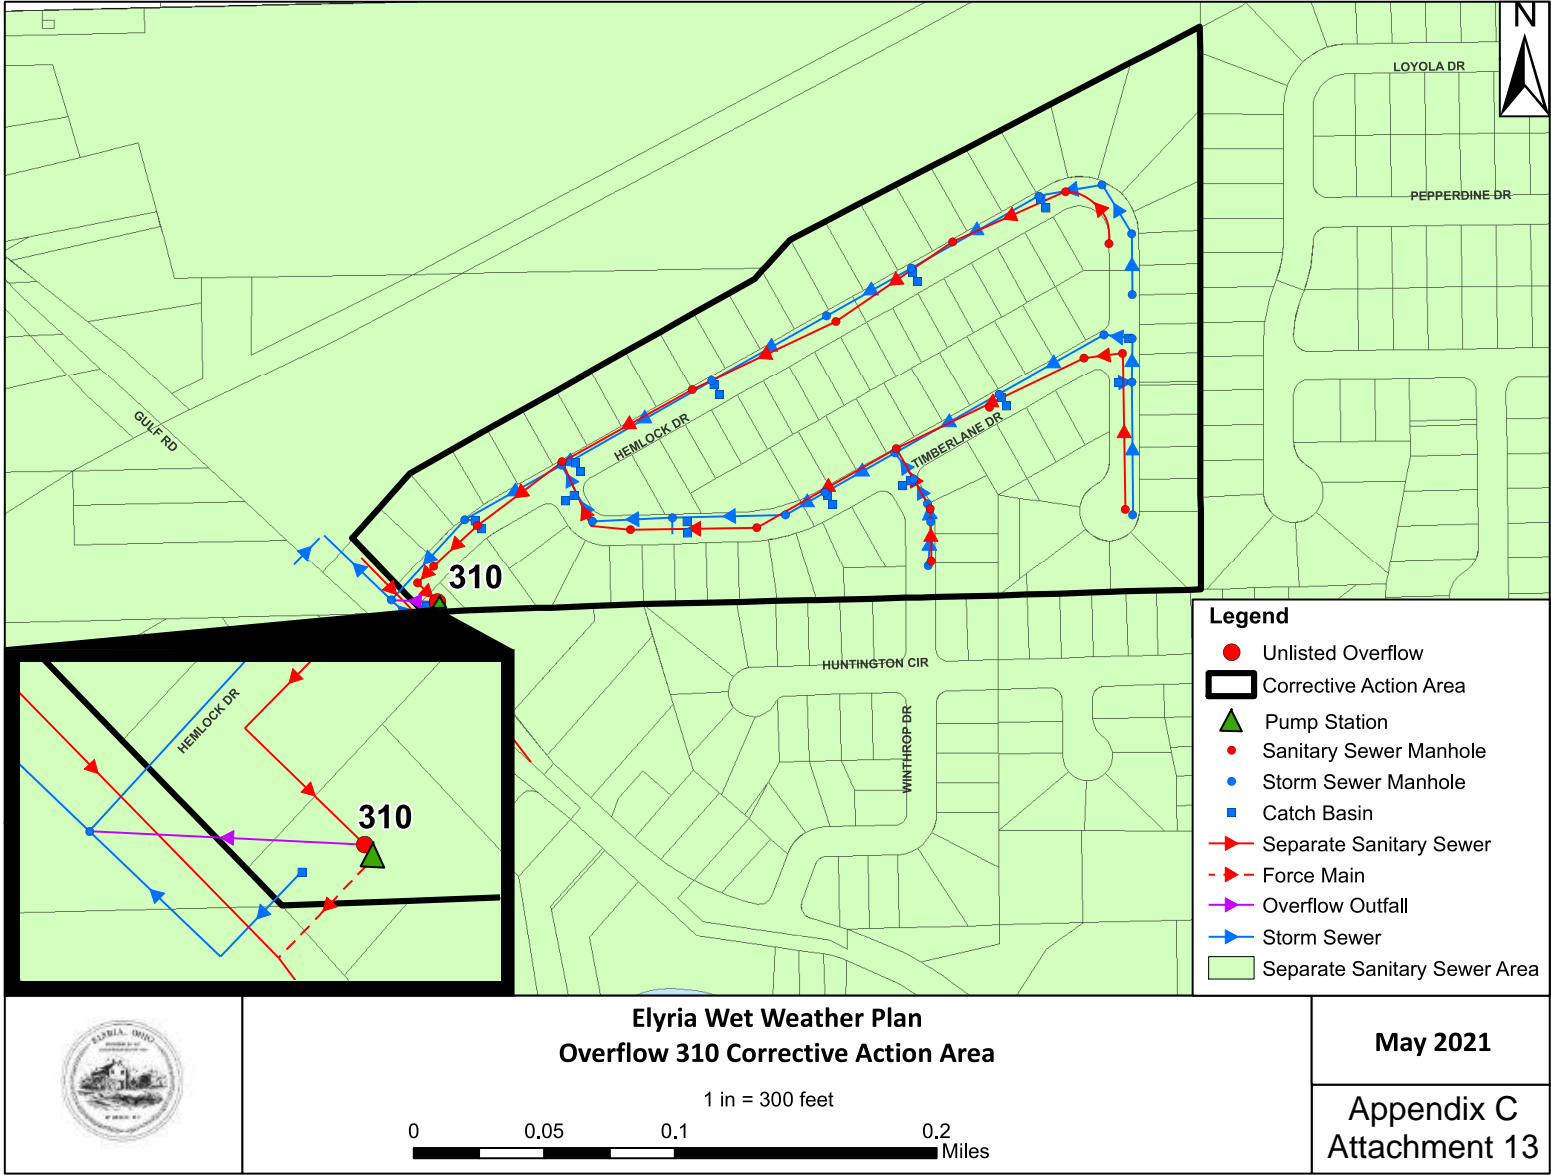 N
LOYOLA DR
PEPPERDINE DR
GULF RD
HEMLOCK DR
TIMBERLANE DR
310
HUNTINGTON CIR
WINTHROP DR
HEMLOCK DR
310
Legend
Unlisted Overflow
Corrective Action Area
Pump Station
Sanitary Sewer Manhole
Storm Sewer Manhole
Catch Basin
Separate Sanitary Sewer
Force Main
Overflow Outfall
Storm Sewer
Separate Sanitary Sewer Area
ELYRIA, OHIO
Elyria Wet Weather Plan
Overflow 310 Corrective Action Area
1 in = 300 feet
0 0.05 0.1 0.2
Miles
May 2021
Appendix C
Attachment 13